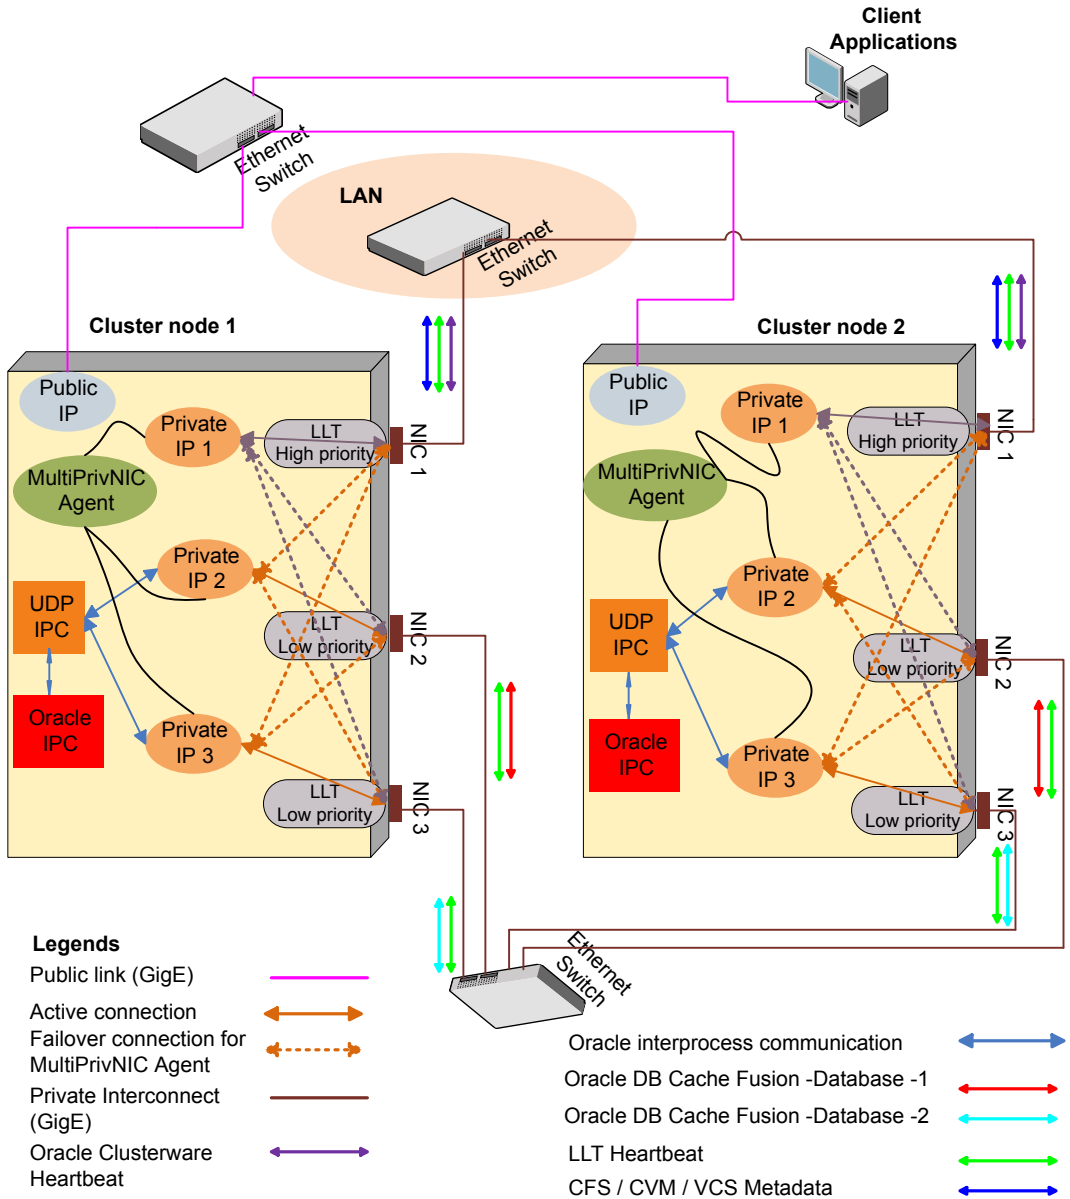 Client
Applications
Ethernet
Switch
LAN
Ethernet
Switch
Cluster node 1
Cluster node 2
Public
IP
Private
IP 1
LLT
High priority
NIC 1
MultiPrivNIC
Agent
Private
IP 2
UDP
IPC
LLT
Low priority
NIC 2
Oracle
IPC
Private
IP 3
LLT
Low priority
NIC 3
Public
IP
Private
IP 1
LLT
High priority
NIC 1
MultiPrivNIC
Agent
Private
IP 2
UDP
IPC
LLT
Low priority
NIC 2
Oracle
IPC
Private
IP 3
LLT
Low priority
NIC 3
Ethernet
Switch
Legends
Public link (GigE)
Active connection
Failover connection for
MultiPrivNIC Agent
Private Interconnect
(GigE)
Oracle Clusterware
Heartbeat
Oracle interprocess communication
Oracle DB Cache Fusion -Database -1
Oracle DB Cache Fusion -Database -2
LLT Heartbeat
CFS / CVM / VCS Metadata